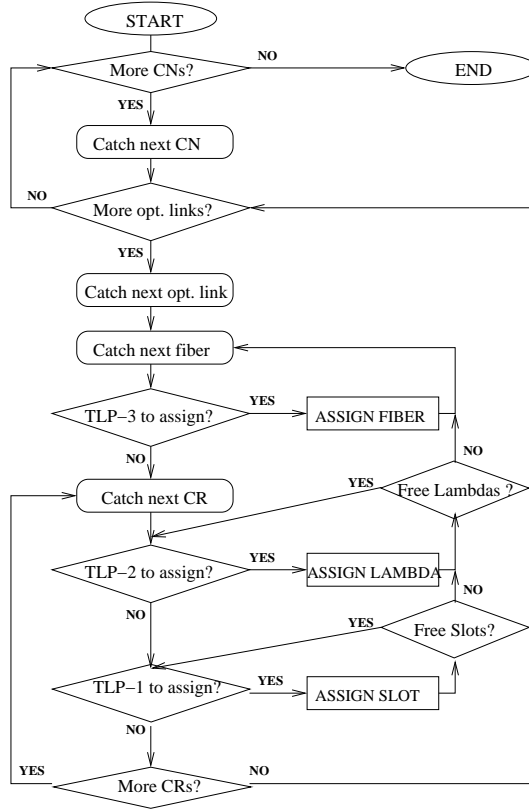 START
More CNs?
NO
END
YES
Catch next CN
NO
More opt. links?
YES
Catch next opt. link
Catch next fiber
TLP−3 to assign?
YES
ASSIGN FIBER
NO
NO
Catch next CR
YES
Free Lambdas ?
TLP−2 to assign?
YES
ASSIGN LAMBDA
NO
NO
YES
Free Slots?
TLP−1 to assign?
YES
ASSIGN SLOT
NO
YES
More CRs?
NO